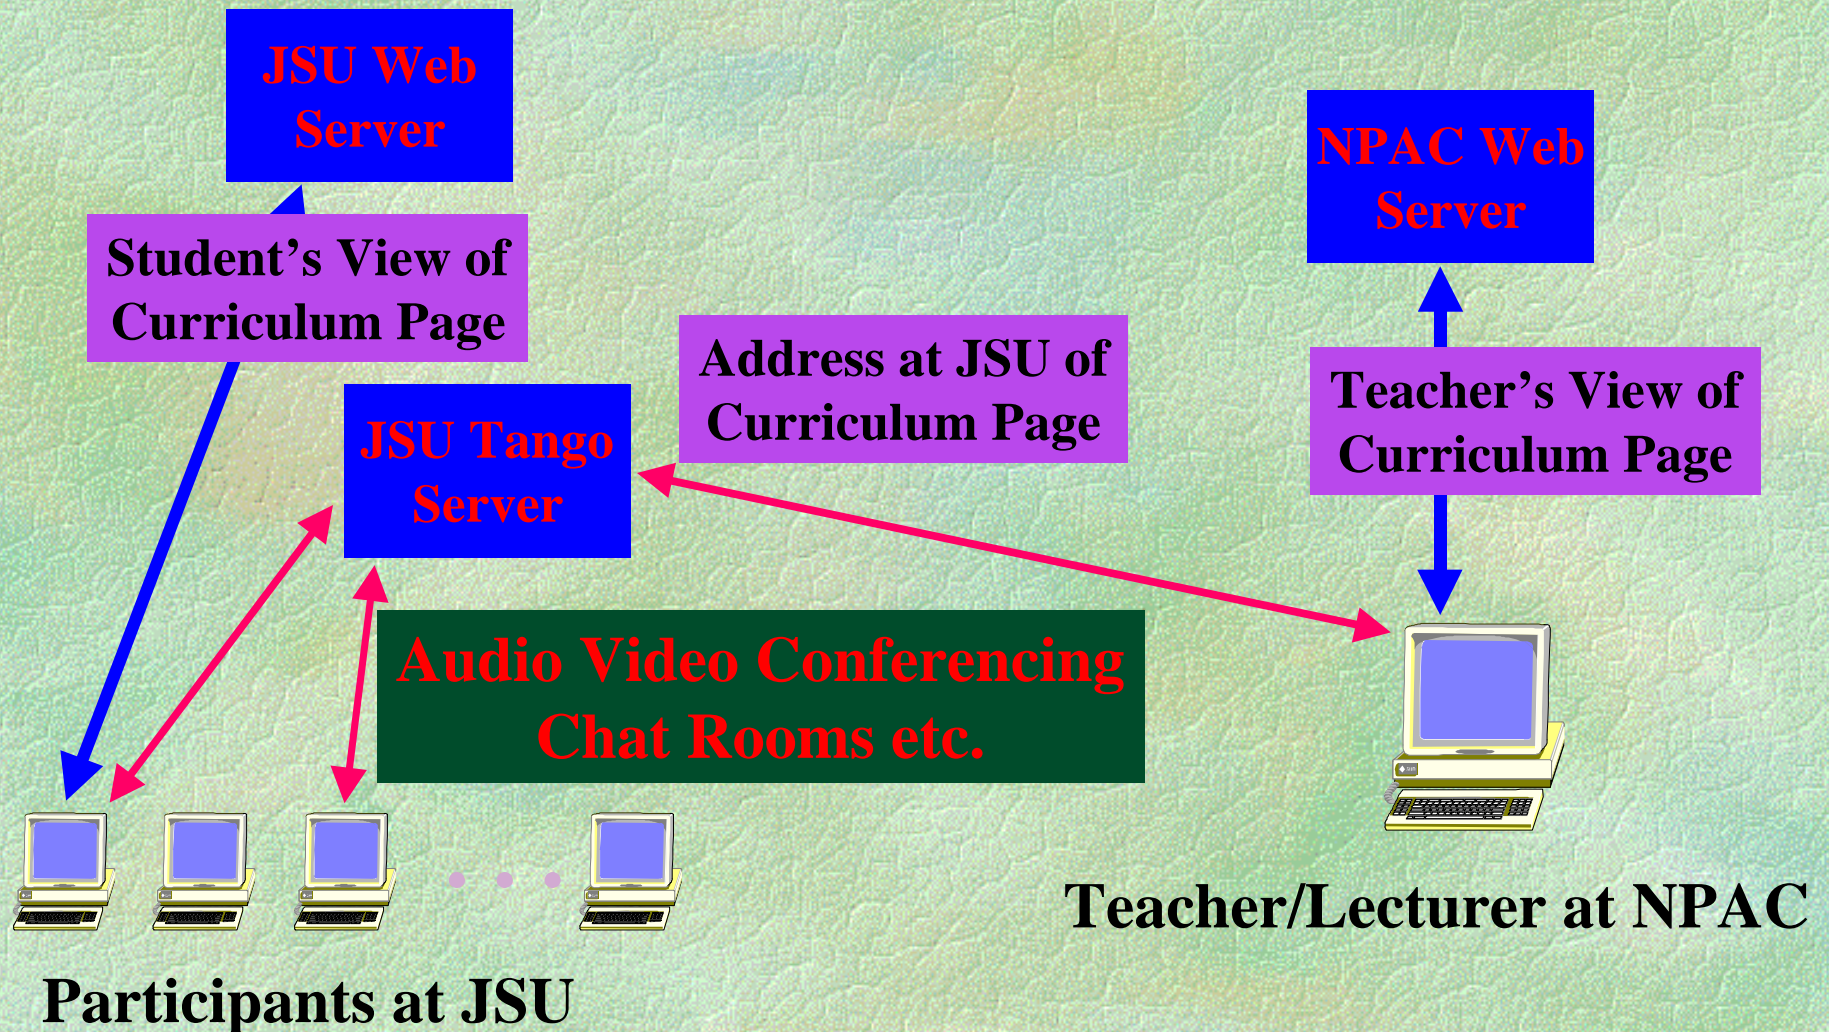 JSU Web
Server
NPAC Web
Server
Student’s View of
Curriculum Page
Address at JSU of
Curriculum Page
Teacher’s View of
Curriculum Page
JSU Tango
Server
Audio Video Conferencing
Chat Rooms etc.
Teacher/Lecturer at NPAC
Participants at JSU